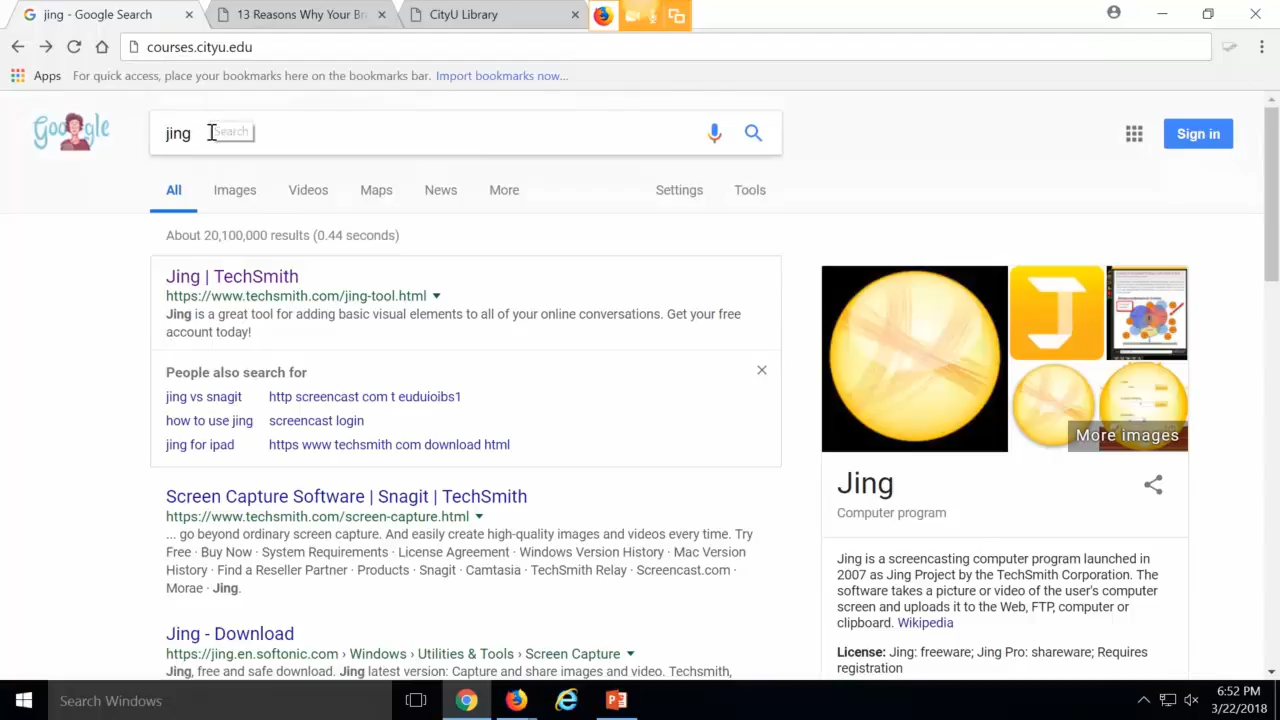 jing - Google Search
13 Reasons Why Your Br
CityU Library
courses.cityu.edu
Apps
For quick access, place your bookmarks here on the bookmarks bar. Import bookmarks now...
Google
jing
Search
Sign in
All
Images
Videos
Maps
News
More
Settings
Tools
About 20,100,000 results (0.44 seconds)
Jing | TechSmith
https://www.techsmith.com/jing-tool.html
Jing is a great tool for adding basic visual elements to all of your online conversations. Get your free
account today!
People also search for
jing vs snagit
http screencast com t euduioibs1
how to use jing
screencast login
jing for ipad
https www techsmith com download html
Screen Capture Software | Snagit | TechSmith
https://www.techsmith.com/screen-capture.html
... go beyond ordinary screen capture. And easily create high-quality images and videos every time. Try
Free · Buy Now · System Requirements · License Agreement · Windows Version History · Mac Version
History · Find a Reseller Partner · Products · Snagit · Camtasia · TechSmith Relay · Screencast.com ·
Morae · Jing.
Jing - Download
https://jing.en.softonic.com › Windows › Utilities & Tools › Screen Capture
Jing, free and safe download. Jing latest version: Capture and share images and video. Techsmith,
More images
Jing
Computer program
Jing is a screencasting computer program launched in
2007 as Jing Project by the TechSmith Corporation. The
software takes a picture or video of the user's computer
screen and uploads it to the Web, FTP, computer or
clipboard. Wikipedia
License: Jing: freeware; Jing Pro: shareware; Requires
registration
Search Windows
6:52 PM
3/22/2018